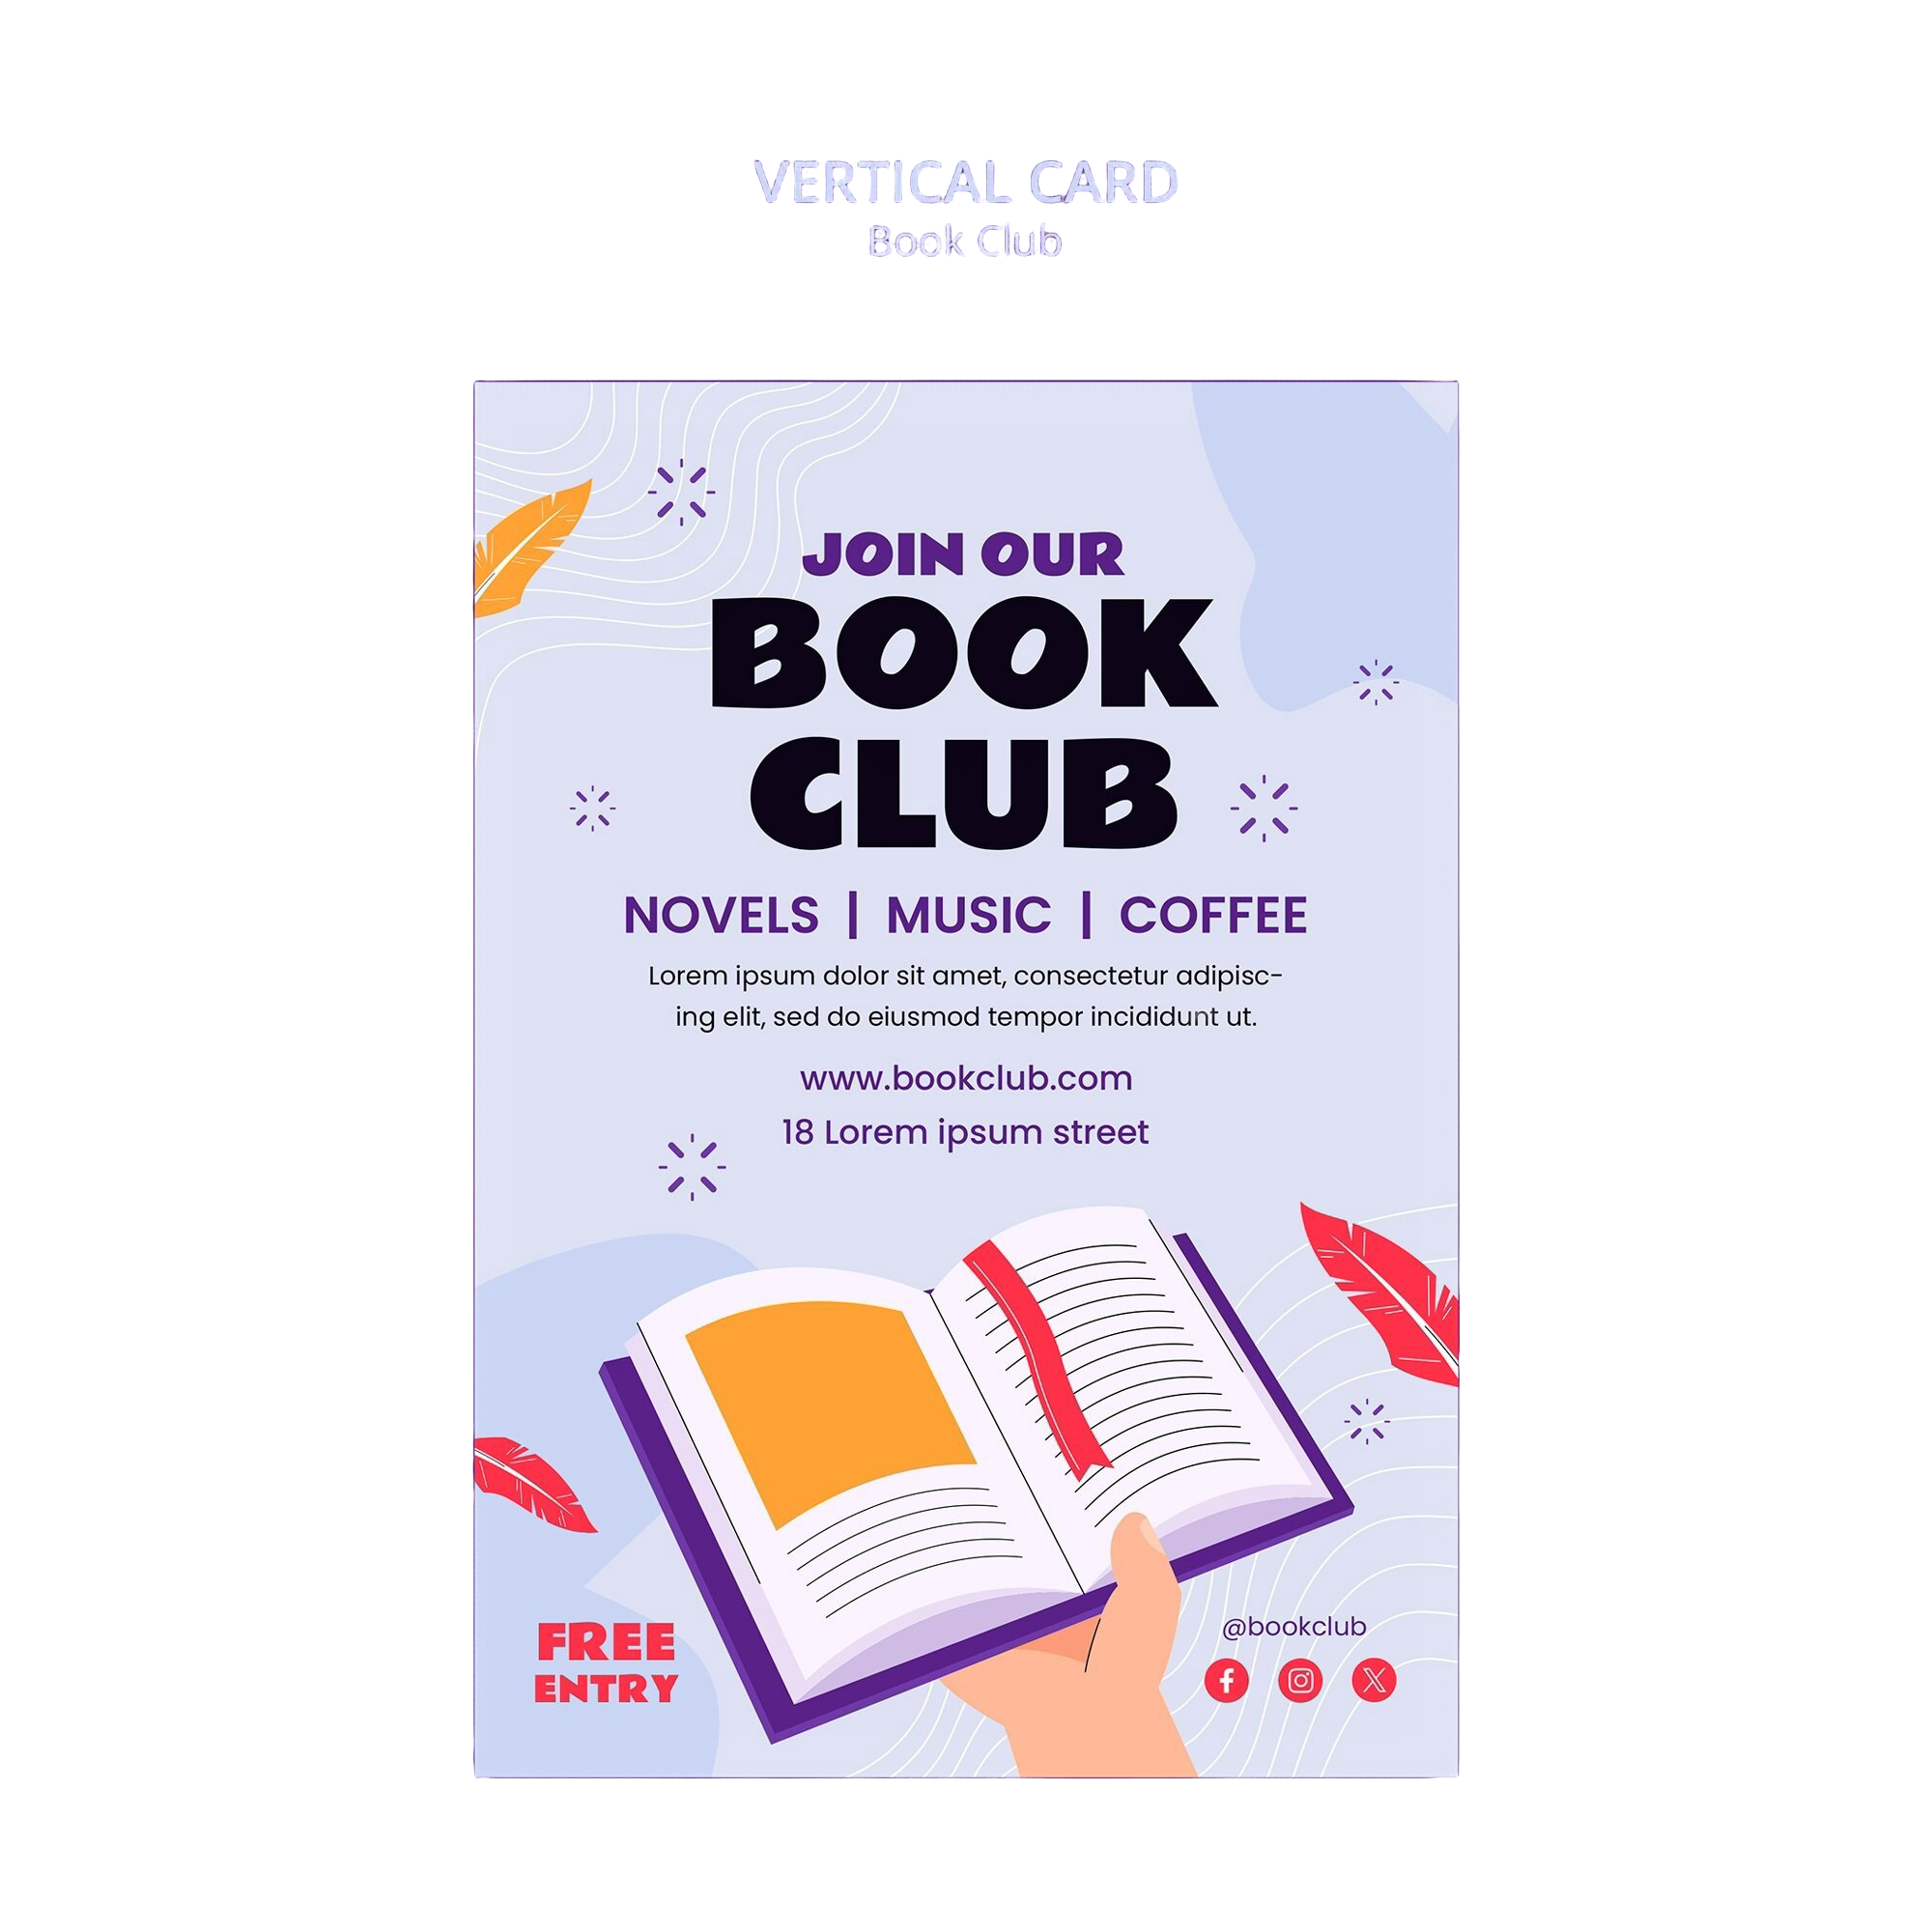 VERTICAL CARD
Book Club
JOIN OUR
BOOK
CLUB
NOVELS | MUSIC | COFFEE
Lorem ipsum dolor sit amet, consectetur adipisc-
ing elit, sed do eiusmod tempor incididunt ut.
www.bookclub.com
18 Lorem ipsum street
FREE
ENTRY
@bookclub